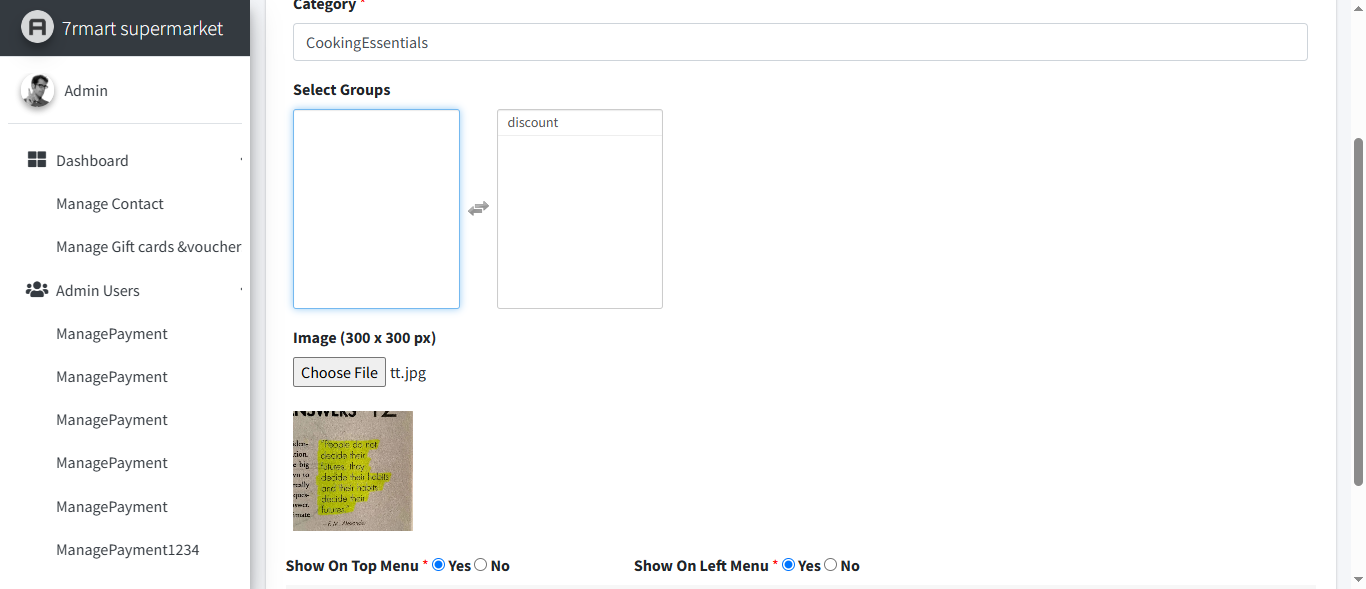 7rmart supermarket
Admin
Dashboard
Manage Contact
Manage Gift cards &voucher
Admin Users
ManagePayment
ManagePayment
ManagePayment
ManagePayment
ManagePayment
ManagePayment1234
Category *
CookingEssentials
Select Groups
discount
Image (300 x 300 px)
Choose File tt.jpg
"People do not
decide their
futures, they
decide their habits
and their habits
decide their
futures."
Show On Top Menu * Yes No
Show On Left Menu * Yes No